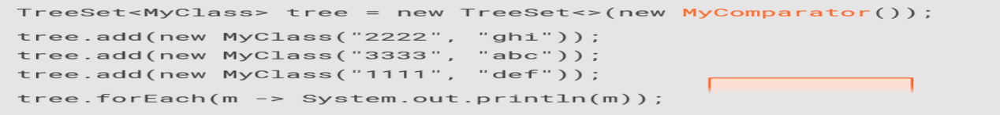 TreeSet<MyClass> tree = new TreeSet<>(new MyComparator());
tree.add(new MyClass("2222", "ghi"));
tree.add(new MyClass("3333", "abc"));
tree.add(new MyClass("1111", "def"));
tree.forEach(m -> System.out.println(m));